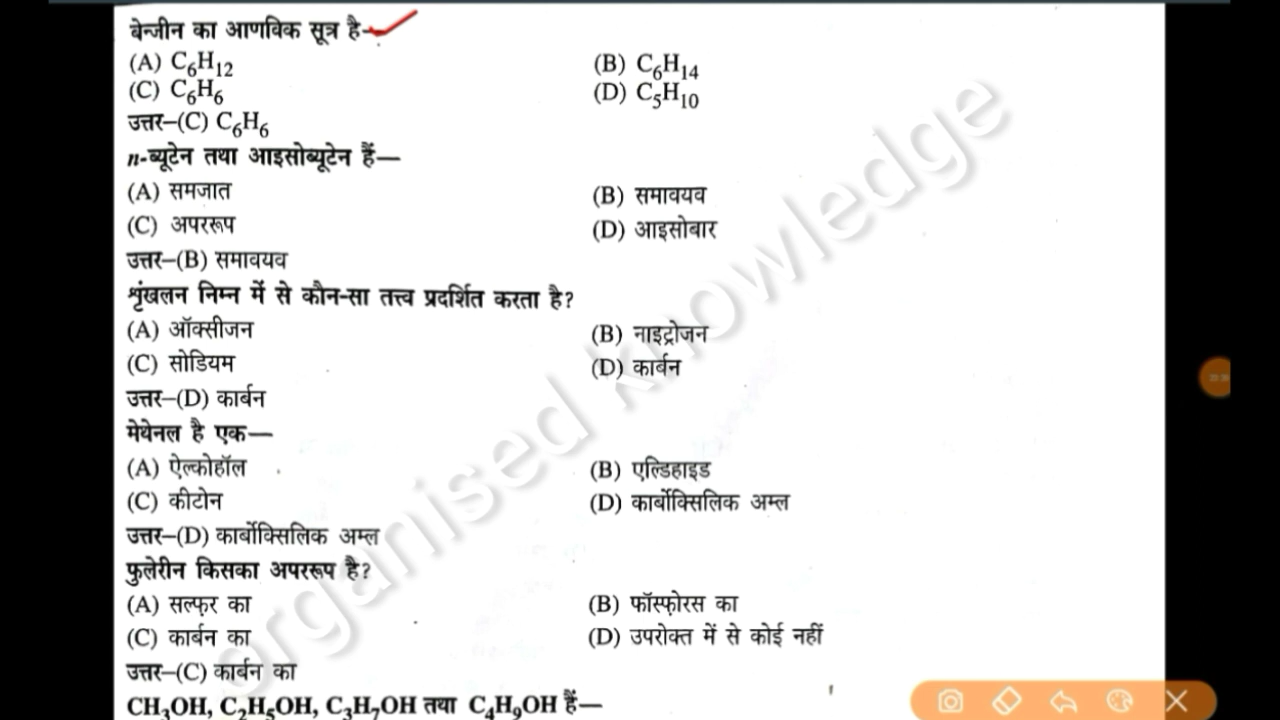 बेन्जीन का आणविक सूत्र है—
(A) C₆H₁₂ (B) C₆H₁₄
(C) C₆H₆ (D) C₅H₁₀
उत्तर–(C) C₆H₆
n-ब्यूटेन तथा आइसोब्यूटेन हैं—
(A) समजात (B) समावयव
(C) अपररूप (D) आइसोबार
उत्तर–(B) समावयव
शृंखलन निम्न में से कौन-सा तत्त्व प्रदर्शित करता है?
(A) ऑक्सीजन (B) नाइट्रोजन
(C) सोडियम (D) कार्बन
उत्तर–(D) कार्बन
मेथेनल है एक—
(A) ऐल्कोहॉल (B) एल्डिहाइड
(C) कीटोन (D) कार्बोक्सिलिक अम्ल
उत्तर–(D) कार्बोक्सिलिक अम्ल
फुलेरीन किसका अपररूप है?
(A) सल्फ़र का (B) फॉस्फ़ोरस का
(C) कार्बन का (D) उपरोक्त में से कोई नहीं
उत्तर–(C) कार्बन का
CH₃OH, C₂H₅OH, C₃H₇OH तथा C₄H₉OH हैं—
organised knowledge